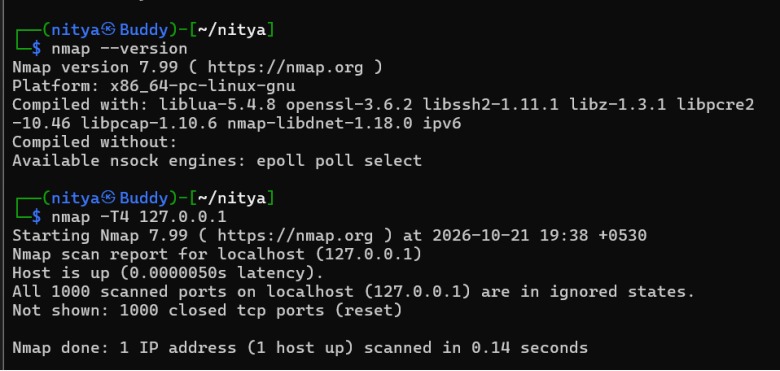 ┌──(nitya㉿Buddy)-[~/nitya]
└─$ nmap --version
Nmap version 7.99 ( https://nmap.org )
Platform: x86_64-pc-linux-gnu
Compiled with: liblua-5.4.8 openssl-3.6.2 libssh2-1.11.1 libz-1.3.1 libpcre2
-10.46 libpcap-1.10.6 nmap-libdnet-1.18.0 ipv6
Compiled without:
Available nsock engines: epoll poll select
┌──(nitya㉿Buddy)-[~/nitya]
└─$ nmap -T4 127.0.0.1
Starting Nmap 7.99 ( https://nmap.org ) at 2026-10-21 19:38 +0530
Nmap scan report for localhost (127.0.0.1)
Host is up (0.0000050s latency).
All 1000 scanned ports on localhost (127.0.0.1) are in ignored states.
Not shown: 1000 closed tcp ports (reset)
Nmap done: 1 IP address (1 host up) scanned in 0.14 seconds